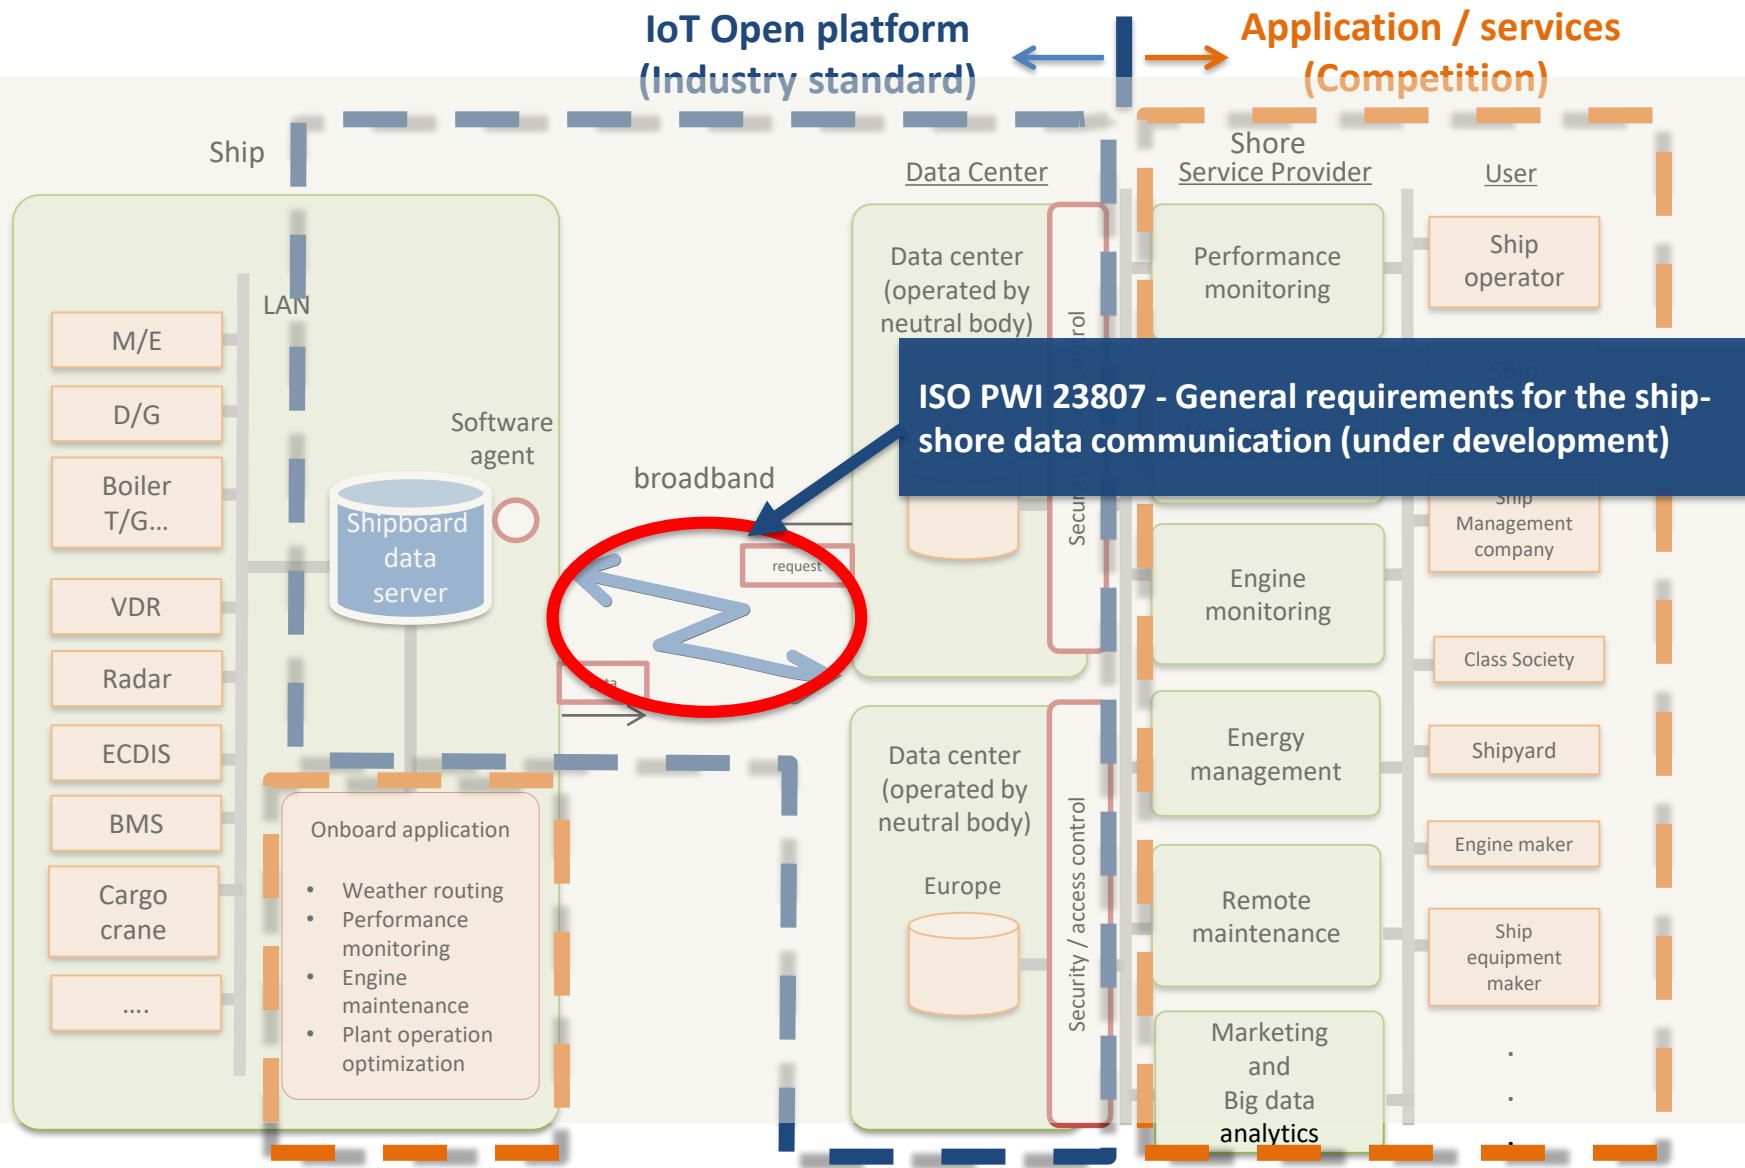 IoT Open platform
(Industry standard)
Application / services
(Competition)
Ship
Shore
Data Center
Service Provider
User
LAN
M/E
D/G
Boiler
T/G...
VDR
Radar
ECDIS
BMS
Cargo
crane
....
Software
agent
Shipboard
data
server
Onboard application
• Weather routing
• Performance
monitoring
• Engine
maintenance
• Plant operation
optimization
broadband
request
Data center
(operated by
neutral body)
Security
ISO PWI 23807 - General requirements for the ship-
shore data communication (under development)
Data center
(operated by
neutral body)
Europe
Security / access control
Performance
monitoring
Engine
monitoring
Energy
management
Remote
maintenance
Marketing
and
Big data
analytics
Ship
operator
Ship
Ship
Management
company
Class Society
Shipyard
Engine maker
Ship
equipment
maker
.
.
.